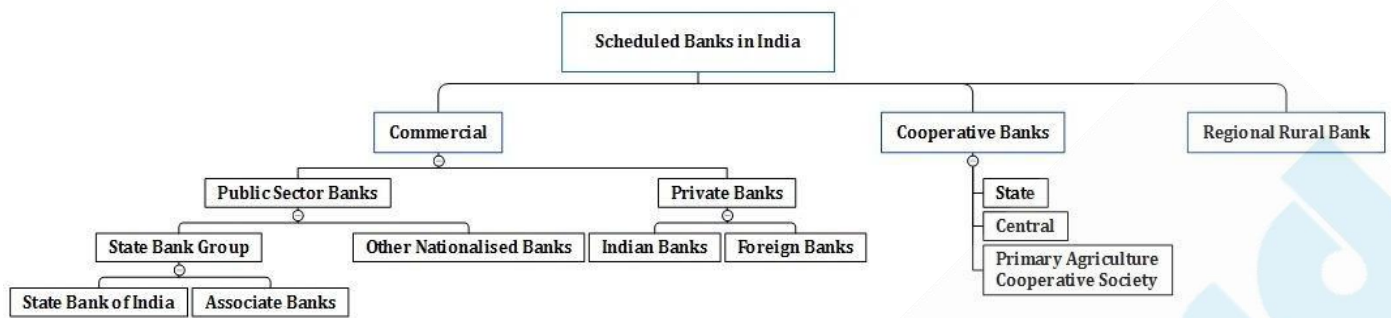 Scheduled Banks in India
Commercial
Cooperative Banks
Regional Rural Bank
Public Sector Banks
Private Banks
State
State Bank Group
Other Nationalised Banks
Indian Banks
Foreign Banks
Central
Primary Agriculture
Cooperative Society
State Bank of India
Associate Banks